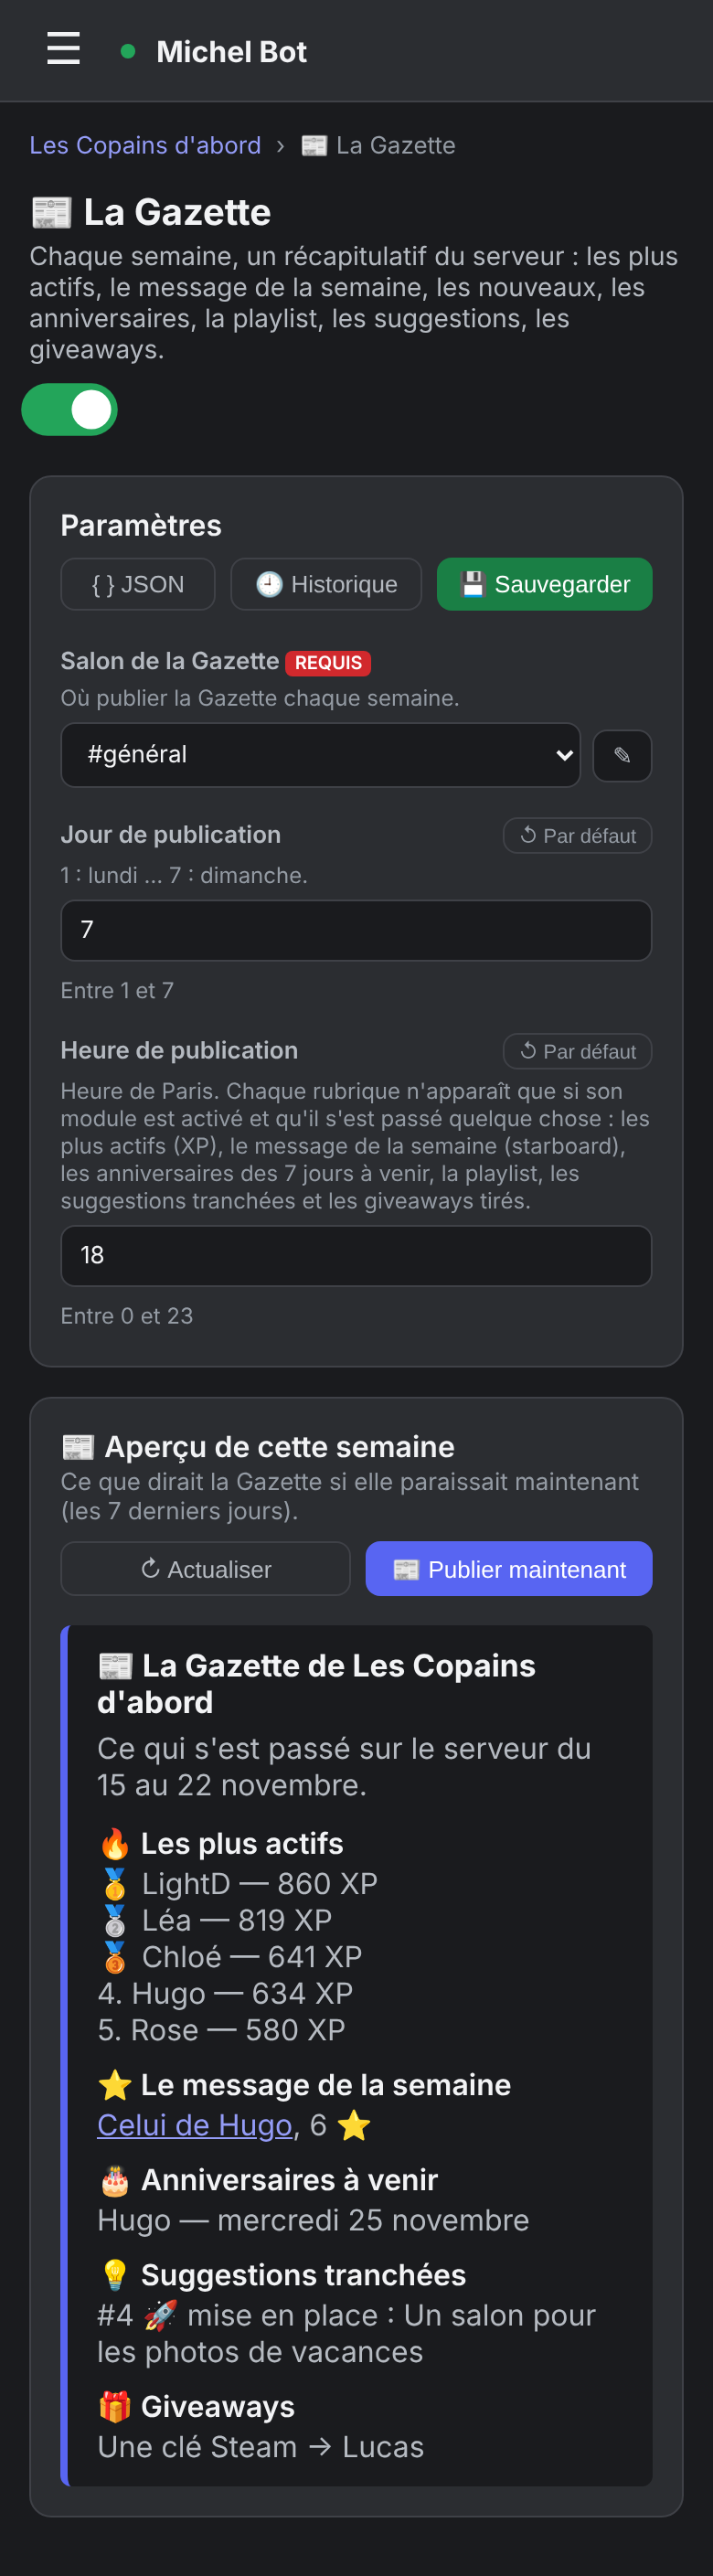 ☰ Michel Bot
Les Copains d'abord › 📰 La Gazette
📰 La Gazette
Chaque semaine, un récapitulatif du serveur : les plus
actifs, le message de la semaine, les nouveaux, les
anniversaires, la playlist, les suggestions, les
giveaways.
Paramètres
{ } JSON 🕘 Historique 💾 Sauvegarder
Salon de la Gazette REQUIS
Où publier la Gazette chaque semaine.
#général ✎
Jour de publication ↺ Par défaut
1 : lundi … 7 : dimanche.
7
Entre 1 et 7
Heure de publication ↺ Par défaut
Heure de Paris. Chaque rubrique n'apparaît que si son
module est activé et qu'il s'est passé quelque chose : les
plus actifs (XP), le message de la semaine (starboard),
les anniversaires des 7 jours à venir, la playlist, les
suggestions tranchées et les giveaways tirés.
18
Entre 0 et 23
📰 Aperçu de cette semaine
Ce que dirait la Gazette si elle paraissait maintenant
(les 7 derniers jours).
↻ Actualiser 📰 Publier maintenant
📰 La Gazette de Les Copains
d'abord
Ce qui s'est passé sur le serveur du
15 au 22 novembre.
🔥 Les plus actifs
🥇 LightD — 860 XP
🥈 Léa — 819 XP
🥉 Chloé — 641 XP
4. Hugo — 634 XP
5. Rose — 580 XP
⭐ Le message de la semaine
Celui de Hugo, 6 ⭐
🎂 Anniversaires à venir
Hugo — mercredi 25 novembre
💡 Suggestions tranchées
#4 🚀 mise en place : Un salon pour
les photos de vacances
🎁 Giveaways
Une clé Steam → Lucas